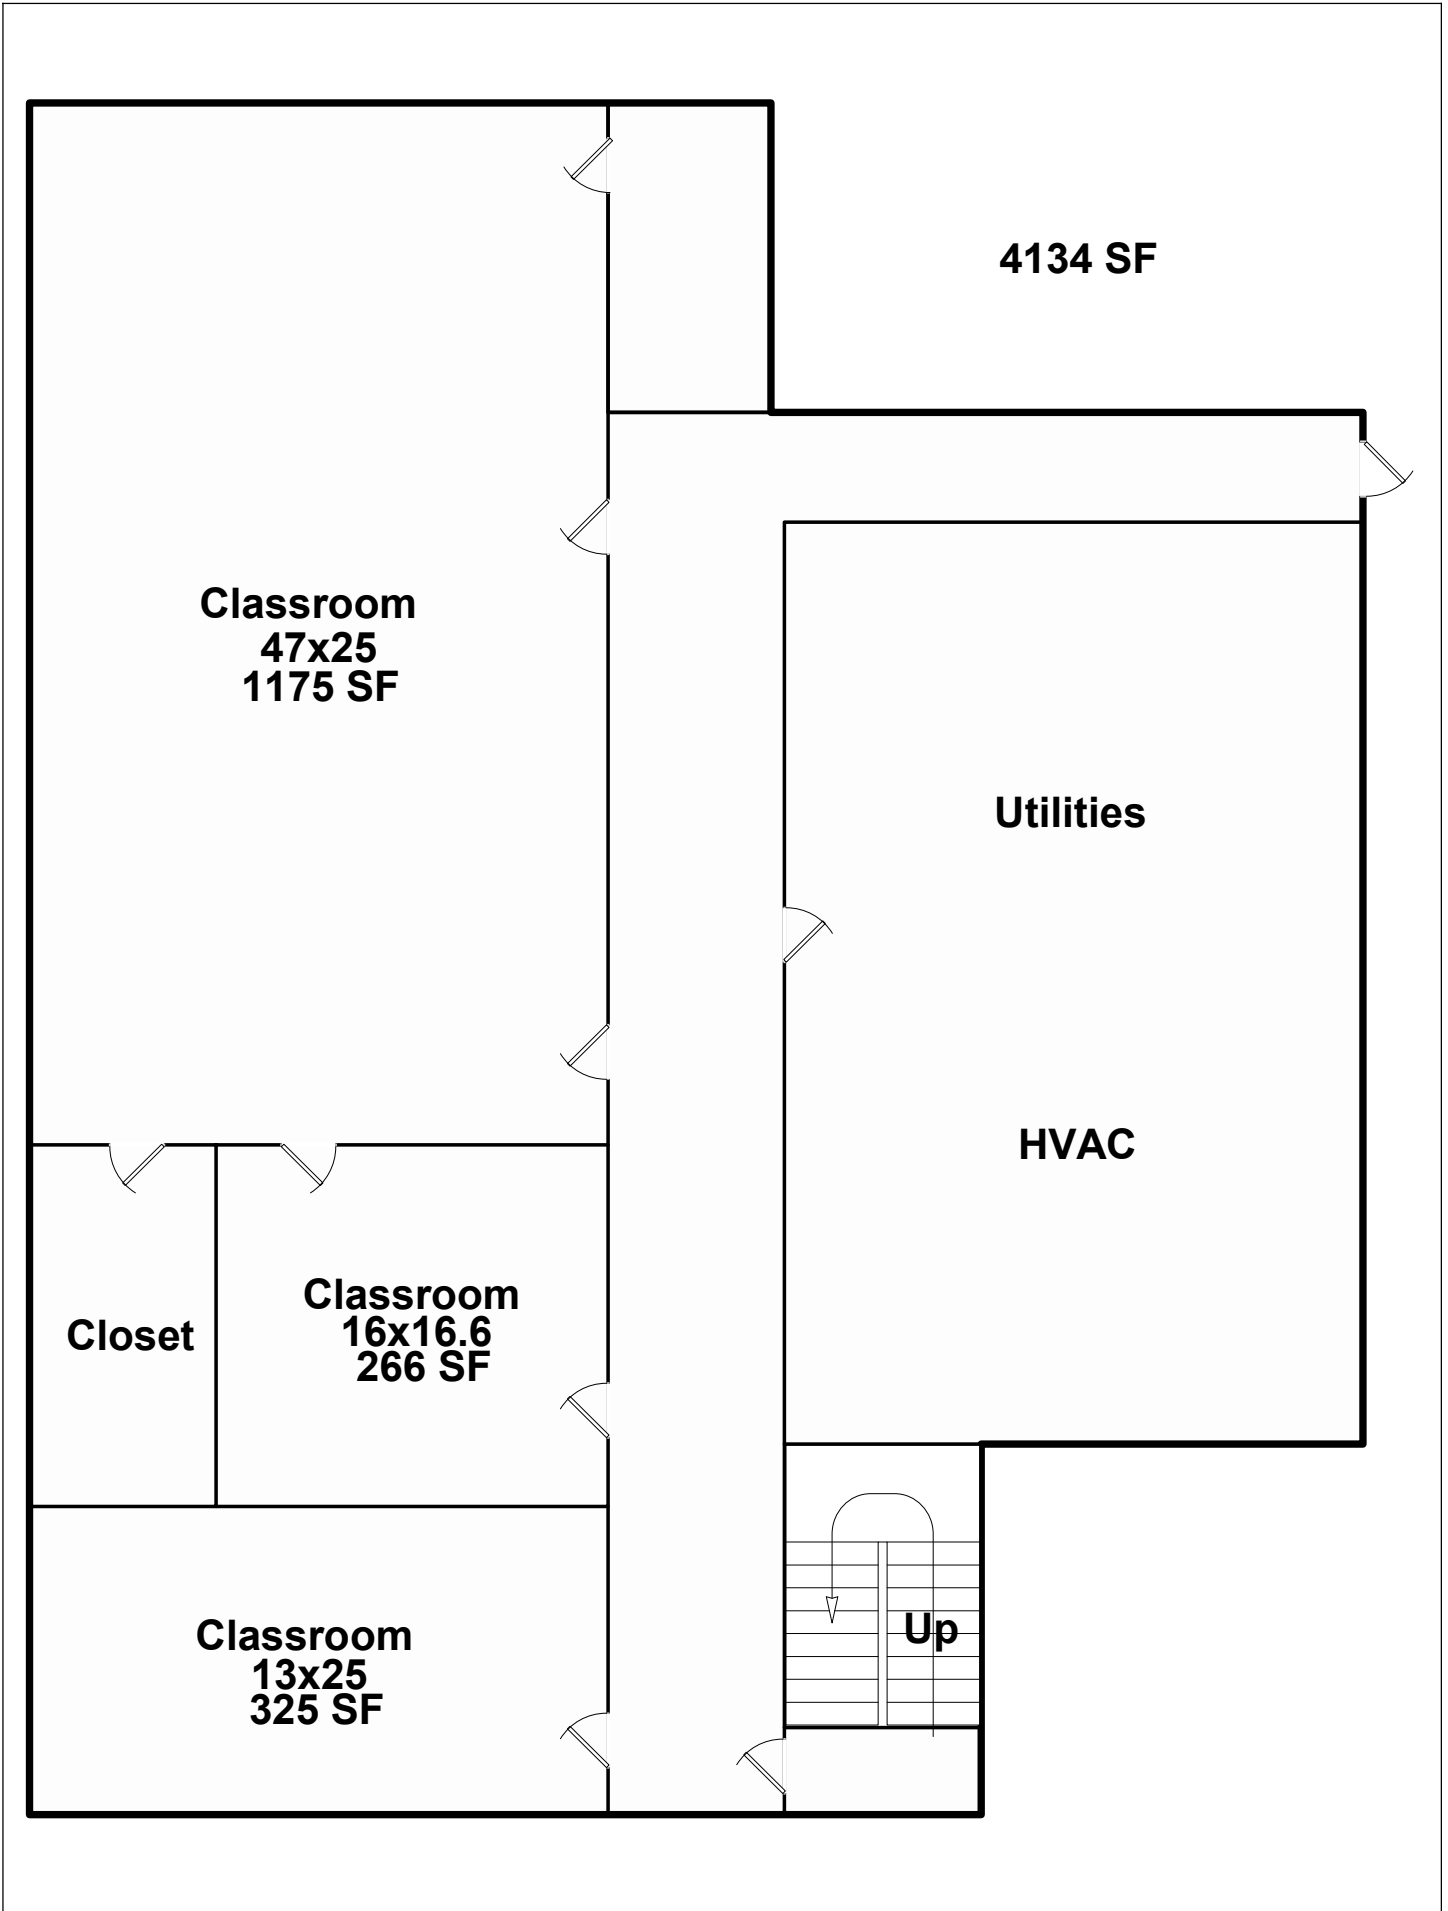 4134 SF
Classroom
47x25
1175 SF
Utilities
HVAC
Classroom
16x16.6
266 SF
Closet
Up
Classroom
13x25
325 SF